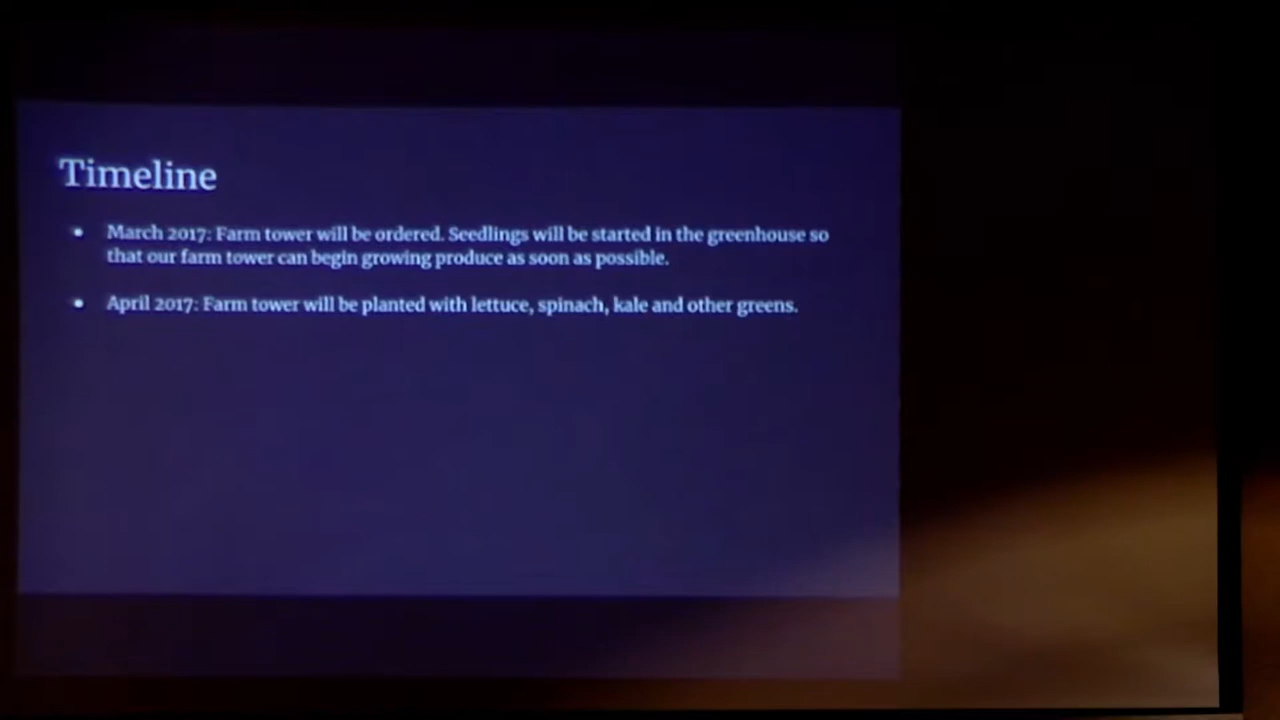 Timeline
• March 2017: Farm tower will be ordered. Seedlings will be started in the greenhouse so
that our farm tower can begin growing produce as soon as possible.
• April 2017: Farm tower will be planted with lettuce, spinach, kale and other greens.